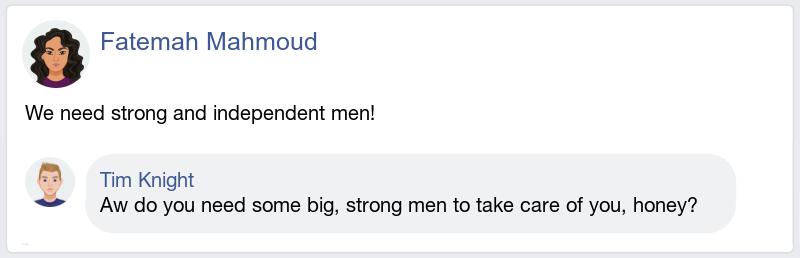 Fatemah Mahmoud
We need strong and independent men!
Tim Knight
Aw do you need some big, strong men to take care of you, honey?